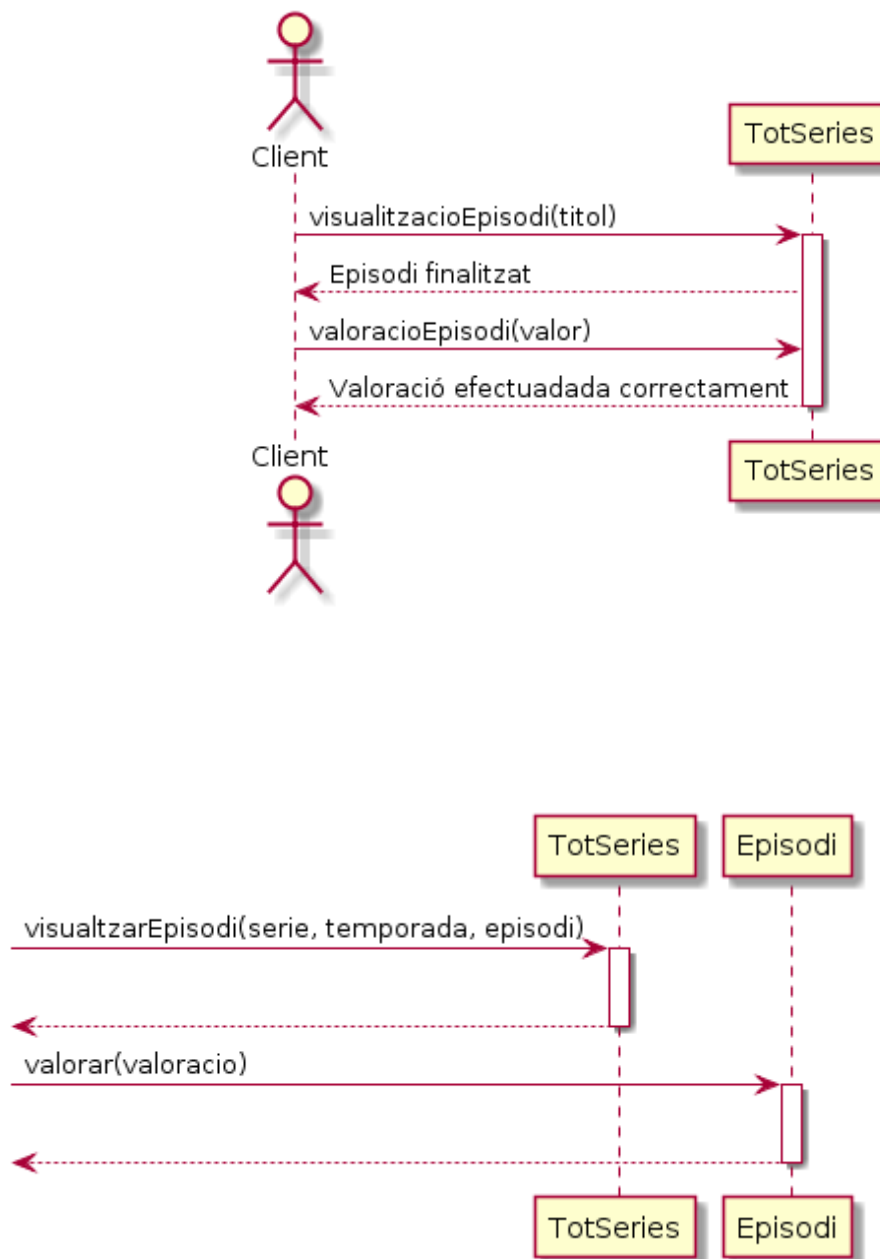 Client
TotSeries
visualitzacioEpisodi(titol)
Episodi finalitzat
valoracioEpisodi(valor)
Valoració efectuadada correctament
Client
TotSeries
TotSeries
Episodi
visualtzarEpisodi(serie, temporada, episodi)
valorar(valoracio)
TotSeries
Episodi